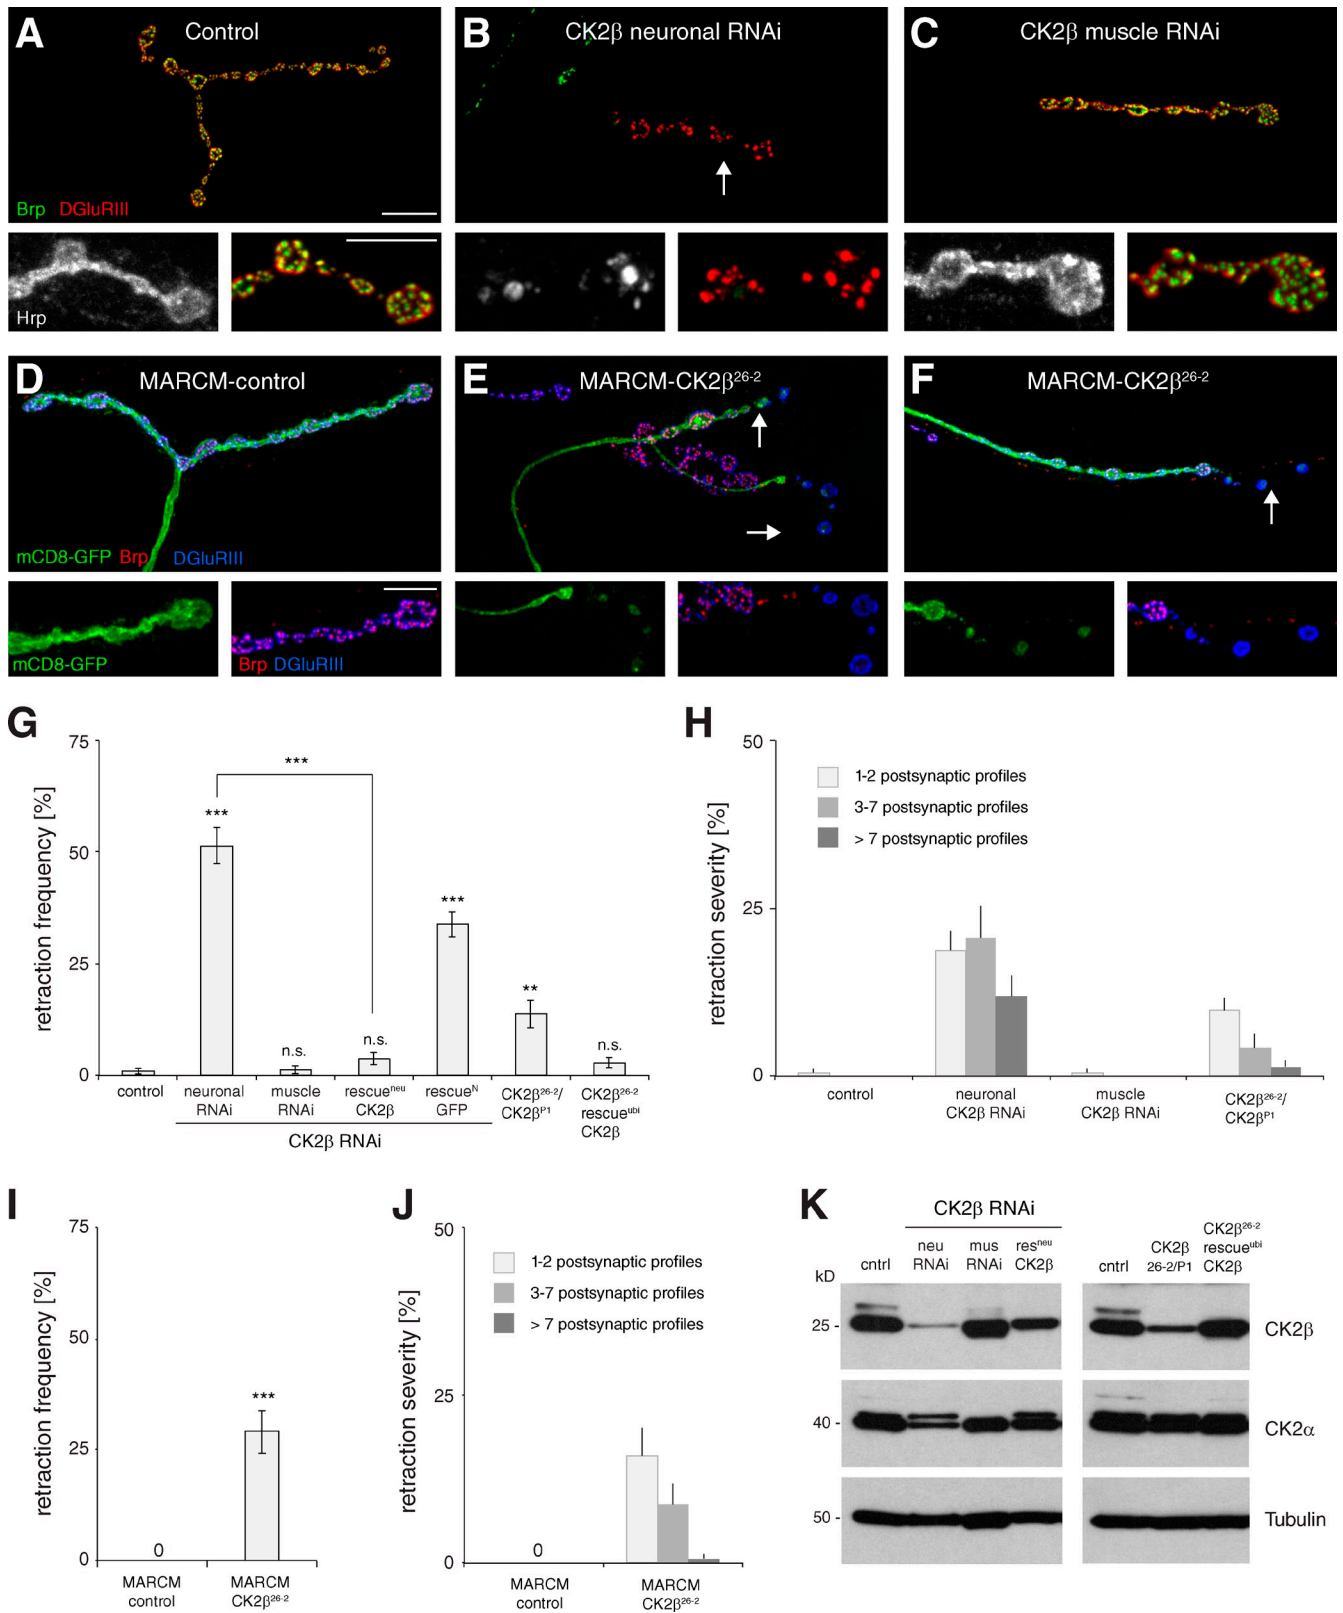 A Control
Brp DGluRIII
Hrp
B CK2β neuronal RNAi
C CK2β muscle RNAi
D MARCM-control
mCD8-GFP Brp DGluRIII
mCD8-GFP
Brp DGluRIII
E MARCM-CK2β26-2
F MARCM-CK2β26-2
G
retraction frequency [%]
75
50
25
0
***
***
n.s.
n.s.
***
**
n.s.
control
neuronal
RNAi
muscle
RNAi
rescueneu
CK2β
rescueN
GFP
CK2β26-2/
CK2βP1
CK2β26-2
rescueubi
CK2β
CK2β RNAi
H
retraction severity [%]
50
25
0
1-2 postsynaptic profiles
3-7 postsynaptic profiles
> 7 postsynaptic profiles
control
neuronal
CK2β RNAi
muscle
CK2β RNAi
CK2β26-2/
CK2βP1
I
retraction frequency [%]
75
50
25
0
0
***
MARCM
control
MARCM
CK2β26-2
J
retraction severity [%]
50
25
0
1-2 postsynaptic profiles
3-7 postsynaptic profiles
> 7 postsynaptic profiles
0
MARCM
control
MARCM
CK2β26-2
K
CK2β RNAi
kD
cntrl
neu
RNAi
mus
RNAi
resneu
CK2β
cntrl
CK2β
26-2/P1
CK2β26-2
rescueubi
CK2β
25 -
CK2β
40 -
CK2α
50 -
Tubulin